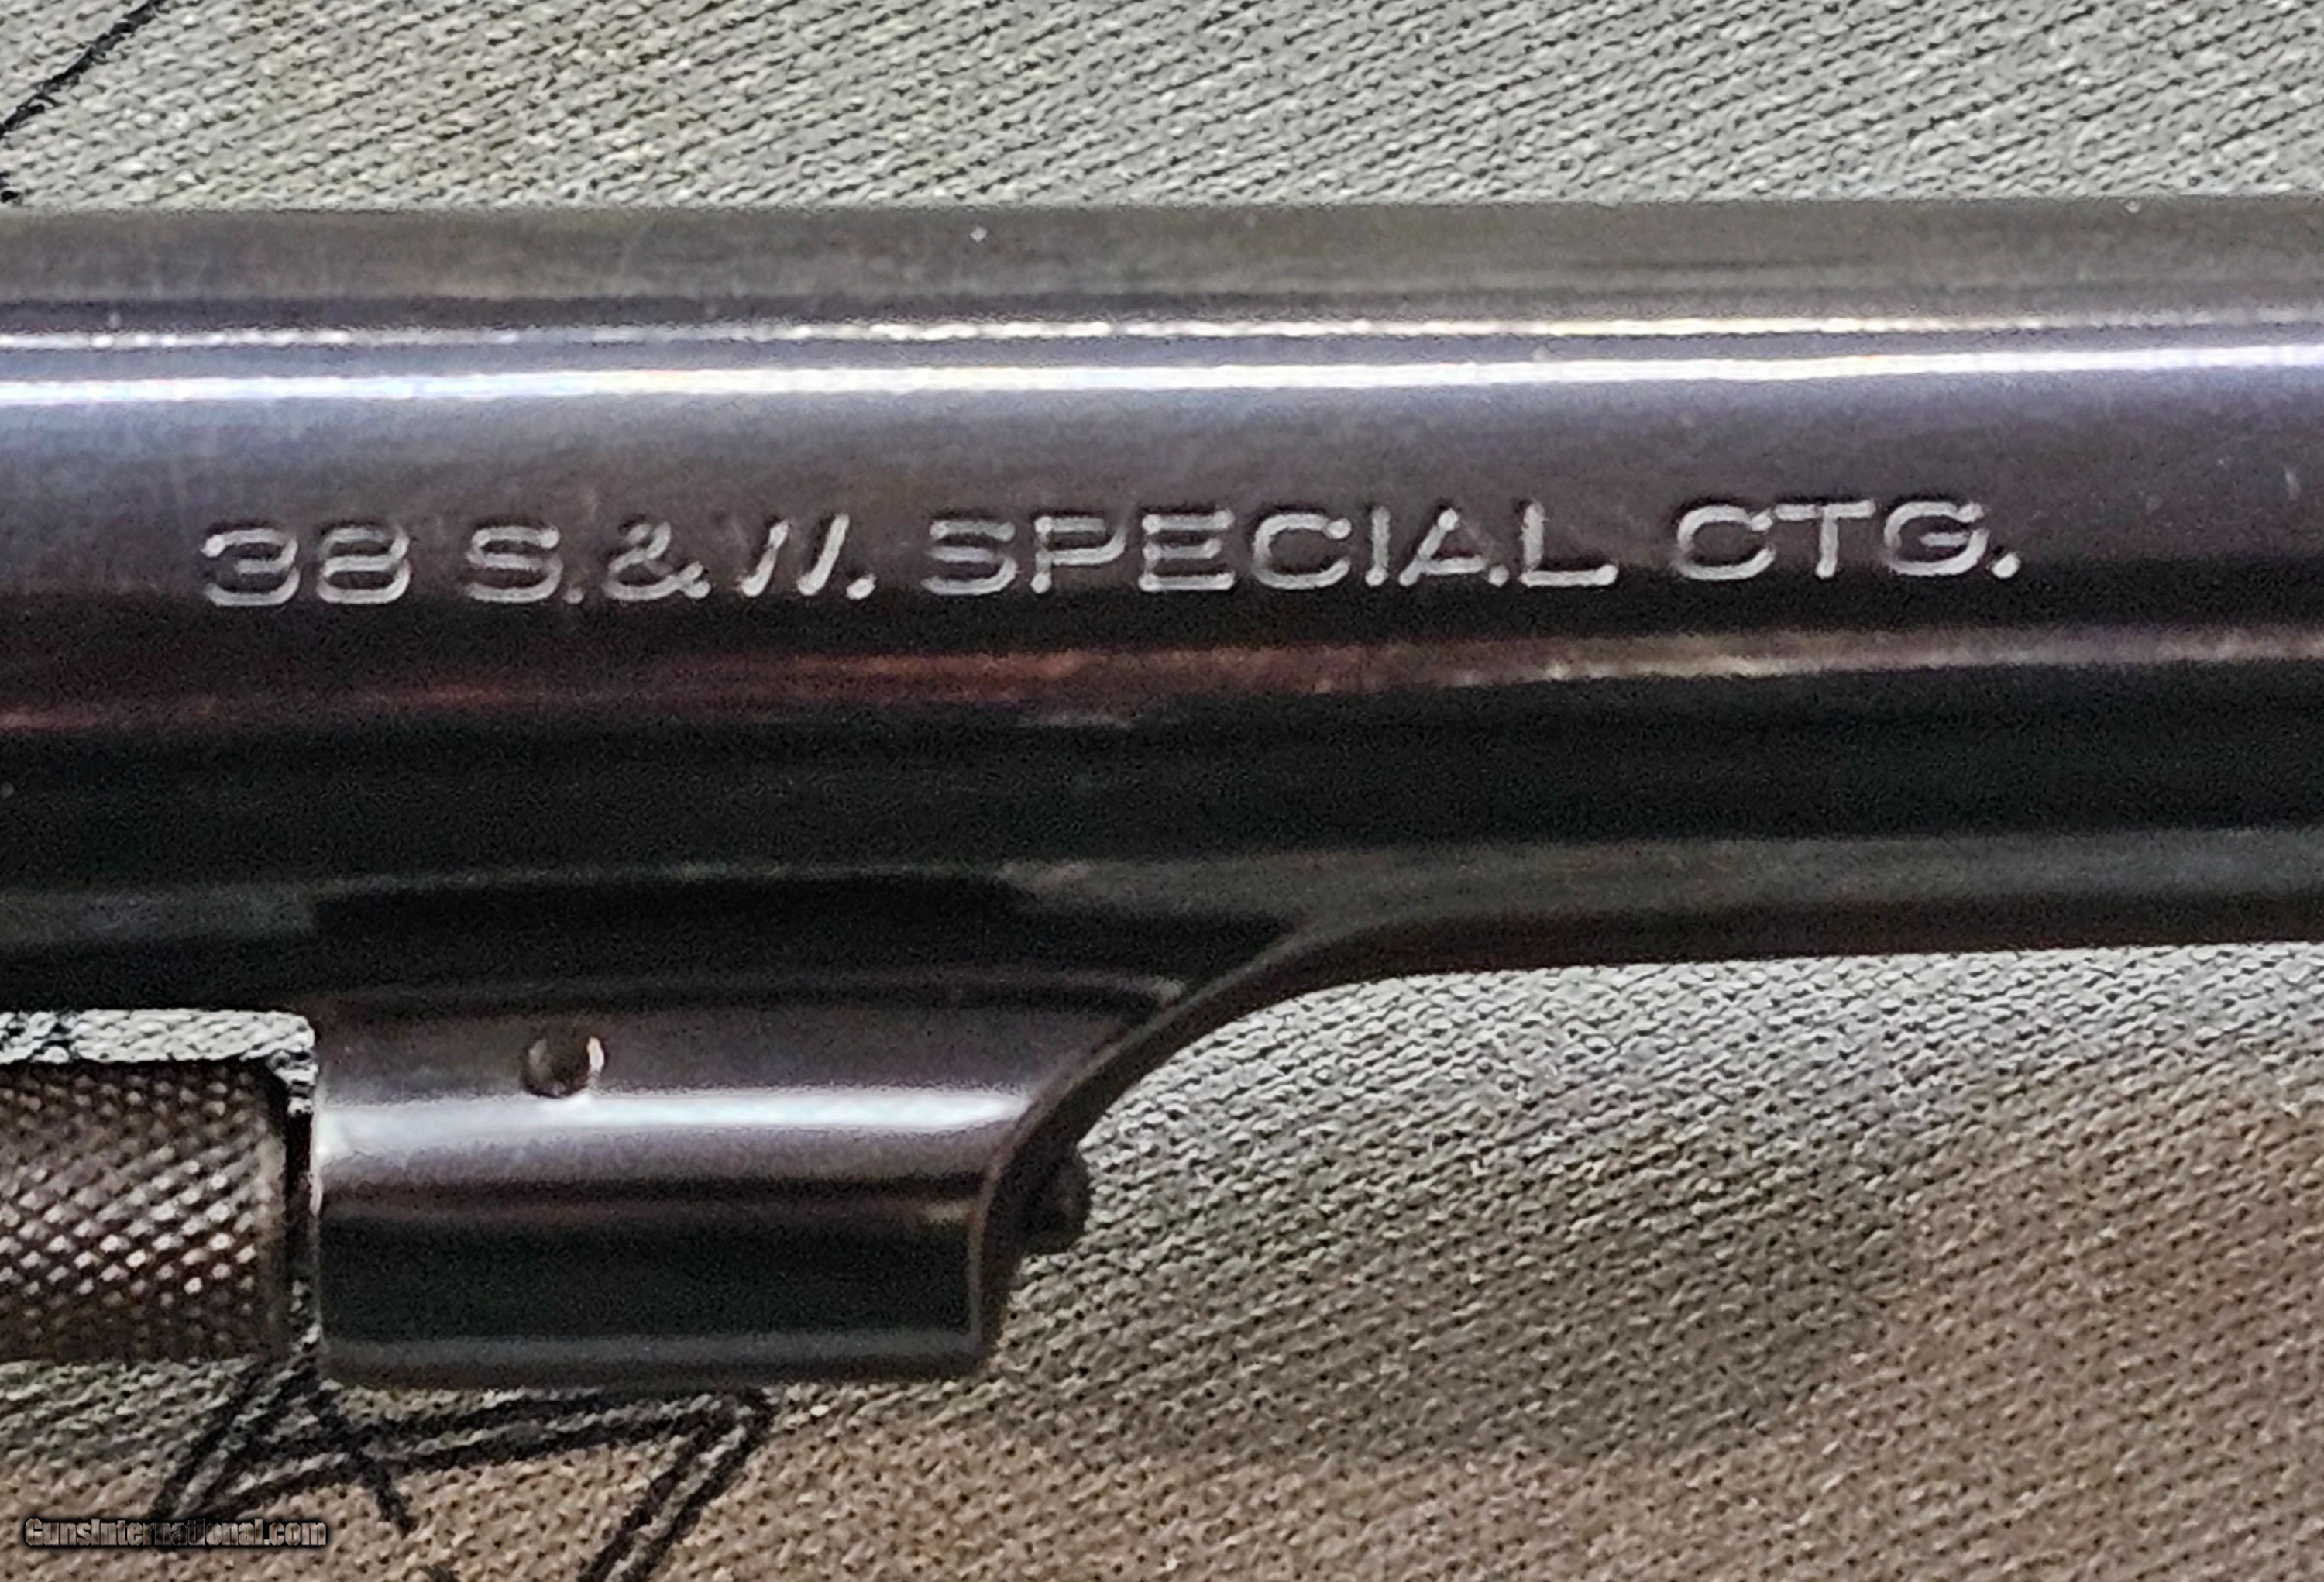 38 S.& W. SPECIAL CTG.
GunsInternational.com